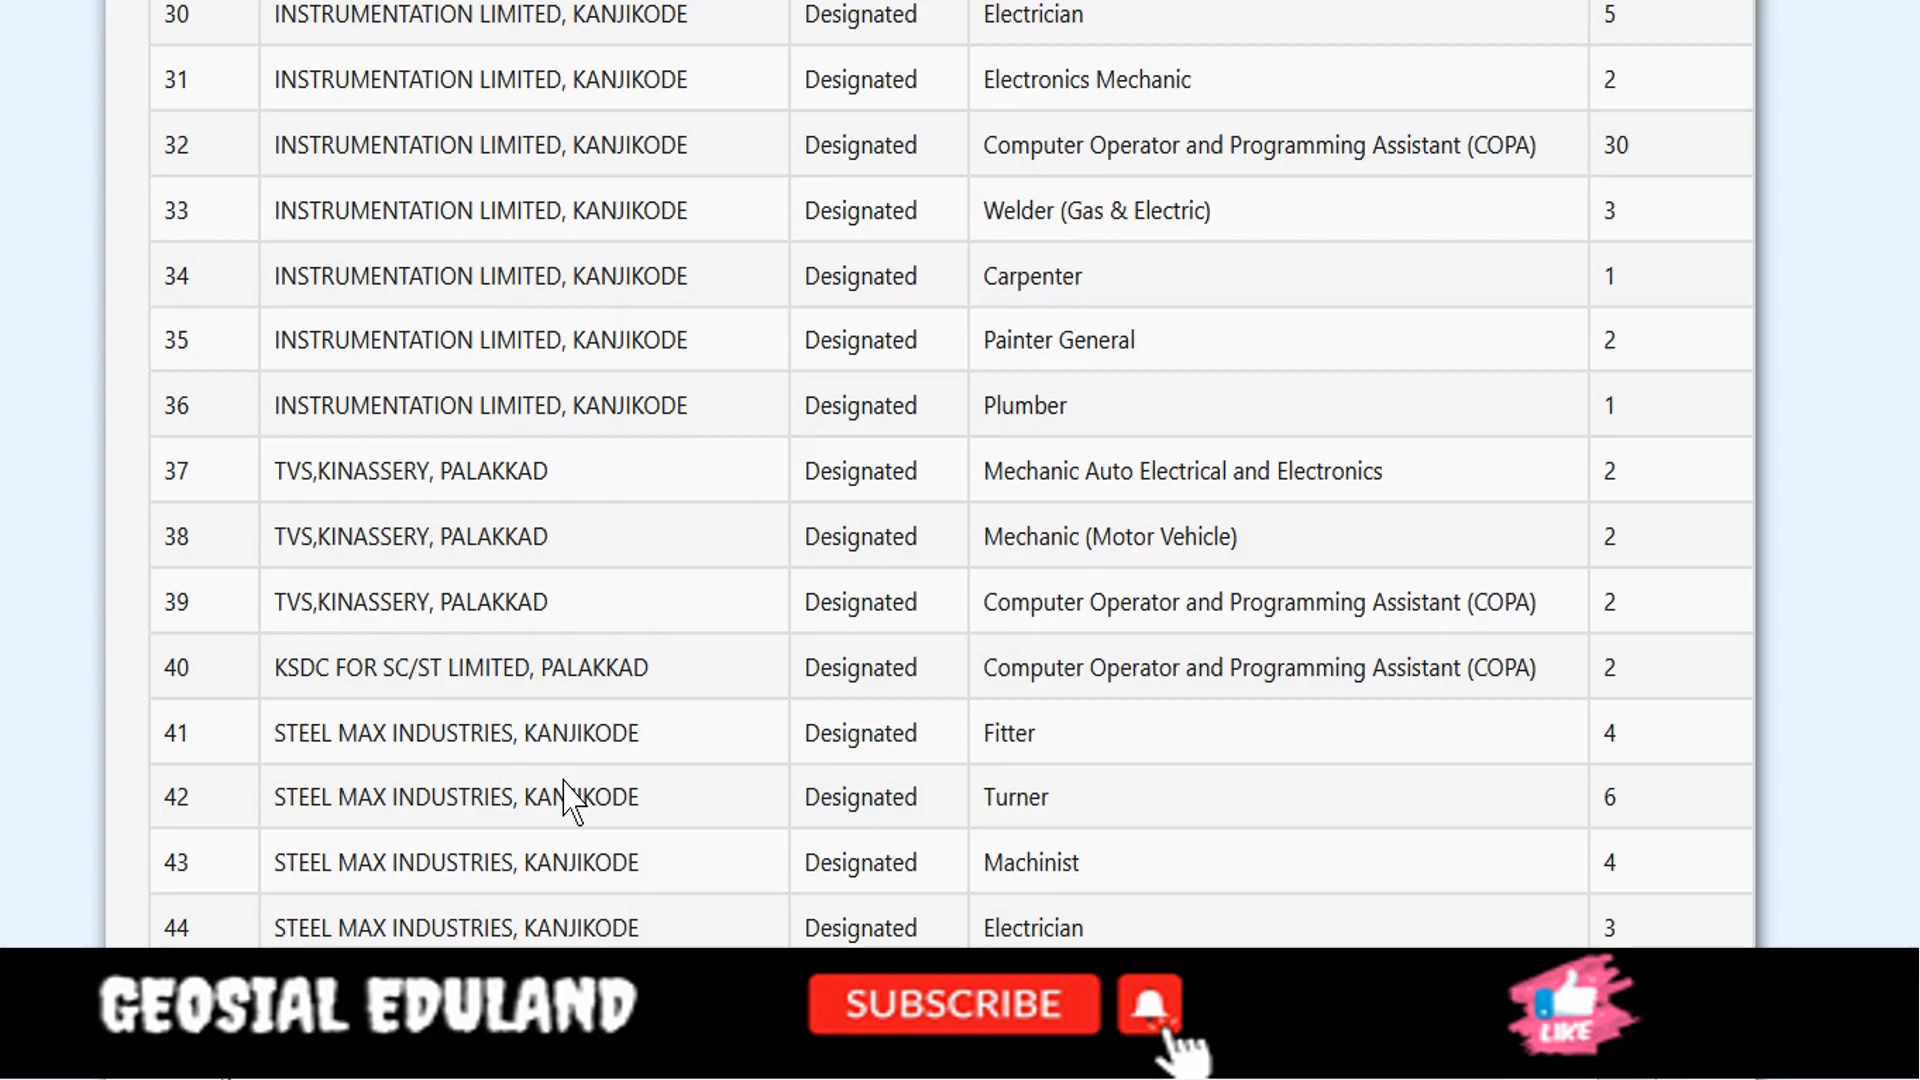 30 INSTRUMENTATION LIMITED, KANJIKODE Designated Electrician 5
31 INSTRUMENTATION LIMITED, KANJIKODE Designated Electronics Mechanic 2
32 INSTRUMENTATION LIMITED, KANJIKODE Designated Computer Operator and Programming Assistant (COPA) 30
33 INSTRUMENTATION LIMITED, KANJIKODE Designated Welder (Gas & Electric) 3
34 INSTRUMENTATION LIMITED, KANJIKODE Designated Carpenter 1
35 INSTRUMENTATION LIMITED, KANJIKODE Designated Painter General 2
36 INSTRUMENTATION LIMITED, KANJIKODE Designated Plumber 1
37 TVS,KINASSERY, PALAKKAD Designated Mechanic Auto Electrical and Electronics 2
38 TVS,KINASSERY, PALAKKAD Designated Mechanic (Motor Vehicle) 2
39 TVS,KINASSERY, PALAKKAD Designated Computer Operator and Programming Assistant (COPA) 2
40 KSDC FOR SC/ST LIMITED, PALAKKAD Designated Computer Operator and Programming Assistant (COPA) 2
41 STEEL MAX INDUSTRIES, KANJIKODE Designated Fitter 4
42 STEEL MAX INDUSTRIES, KANJIKODE Designated Turner 6
43 STEEL MAX INDUSTRIES, KANJIKODE Designated Machinist 4
44 STEEL MAX INDUSTRIES, KANJIKODE Designated Electrician 3
GEOSIAL EDULAND SUBSCRIBE LIKE